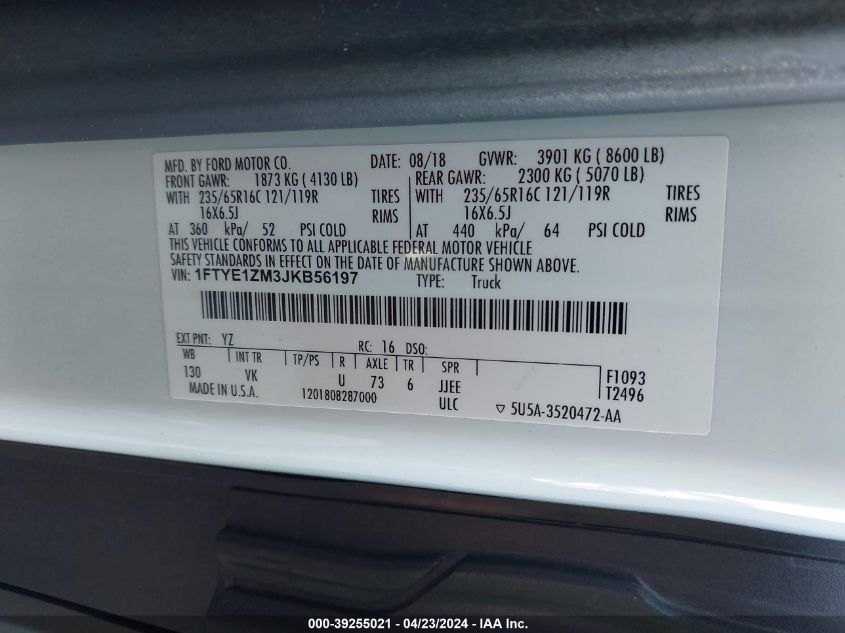 MFD. BY FORD MOTOR CO. DATE: 08/18 GVWR: 3901 KG ( 8600 LB)
FRONT GAWR: 1873 KG ( 4130 LB) REAR GAWR: 2300 KG ( 5070 LB)
WITH 235/65R16C 121/119R TIRES WITH 235/65R16C 121/119R TIRES
16X6.5J RIMS 16X6.5J RIMS
AT 360 kPa/ 52 PSI COLD AT 440 kPa/ 64 PSI COLD
THIS VEHICLE CONFORMS TO ALL APPLICABLE FEDERAL MOTOR VEHICLE
SAFETY STANDARDS IN EFFECT ON THE DATE OF MANUFACTURE SHOWN ABOVE.
VIN: 1FTYE1ZM3JKB56197 TYPE: Truck
EXT PNT: YZ RC: 16 DSO:
WB INT TR TP/PS R AXLE TR SPR F1093
130 VK U 73 6 JJEE T2496
MADE IN U.S.A. 1201808287000 ULC ▽ 5U5A-3520472-AA
000-39255021 - 04/23/2024 - IAA Inc.